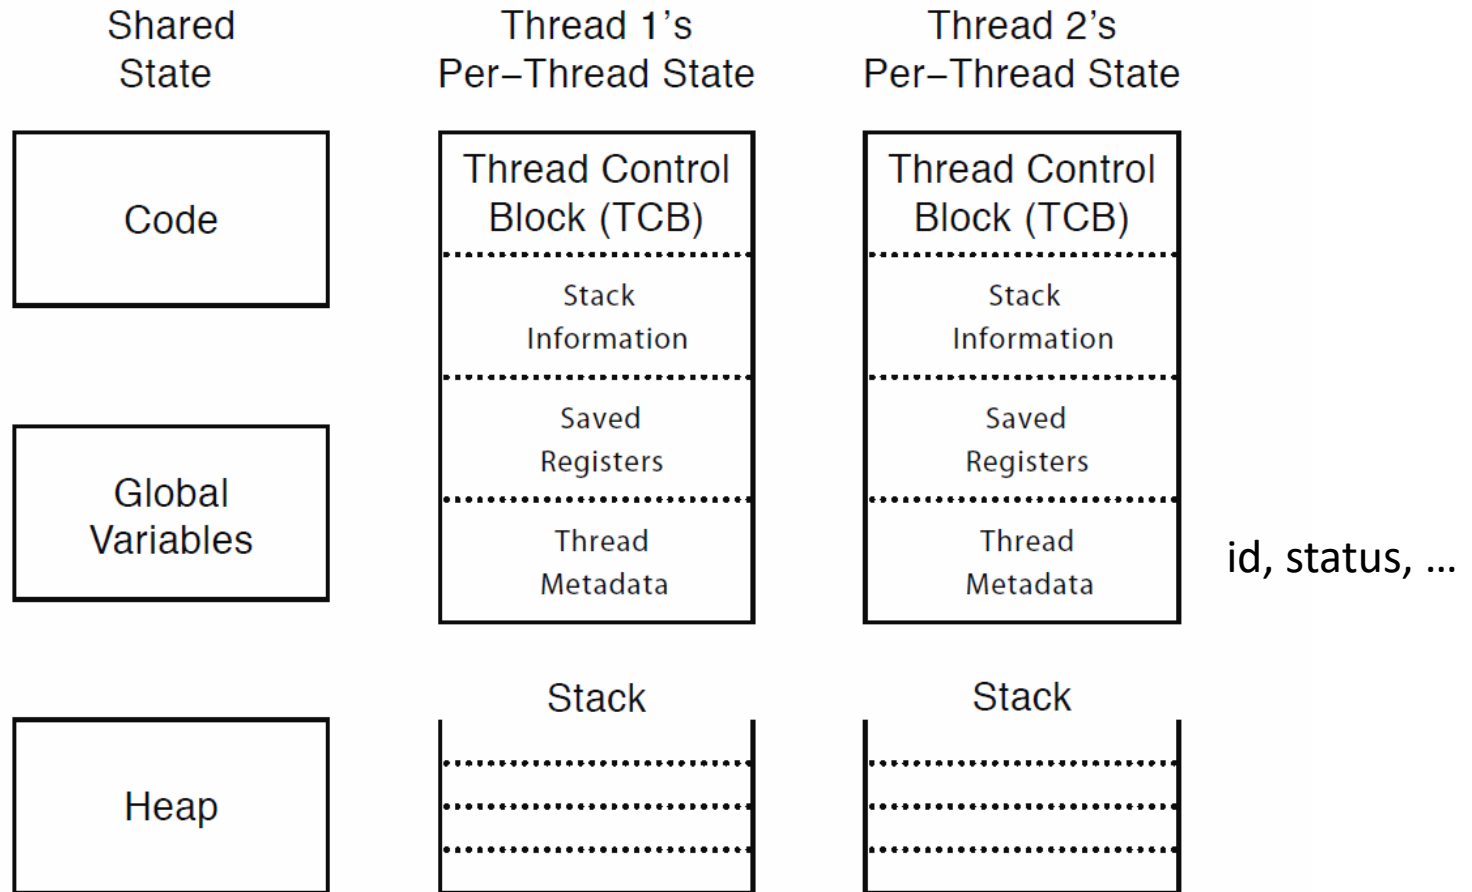 Shared
State
Code
Global
Variables
Heap
Thread 1’s
Per–Thread State
Thread Control
Block (TCB)
Stack
Information
Saved
Registers
Thread
Metadata
Stack
Thread 2’s
Per–Thread State
Thread Control
Block (TCB)
Stack
Information
Saved
Registers
Thread
Metadata
Stack
id, status, …